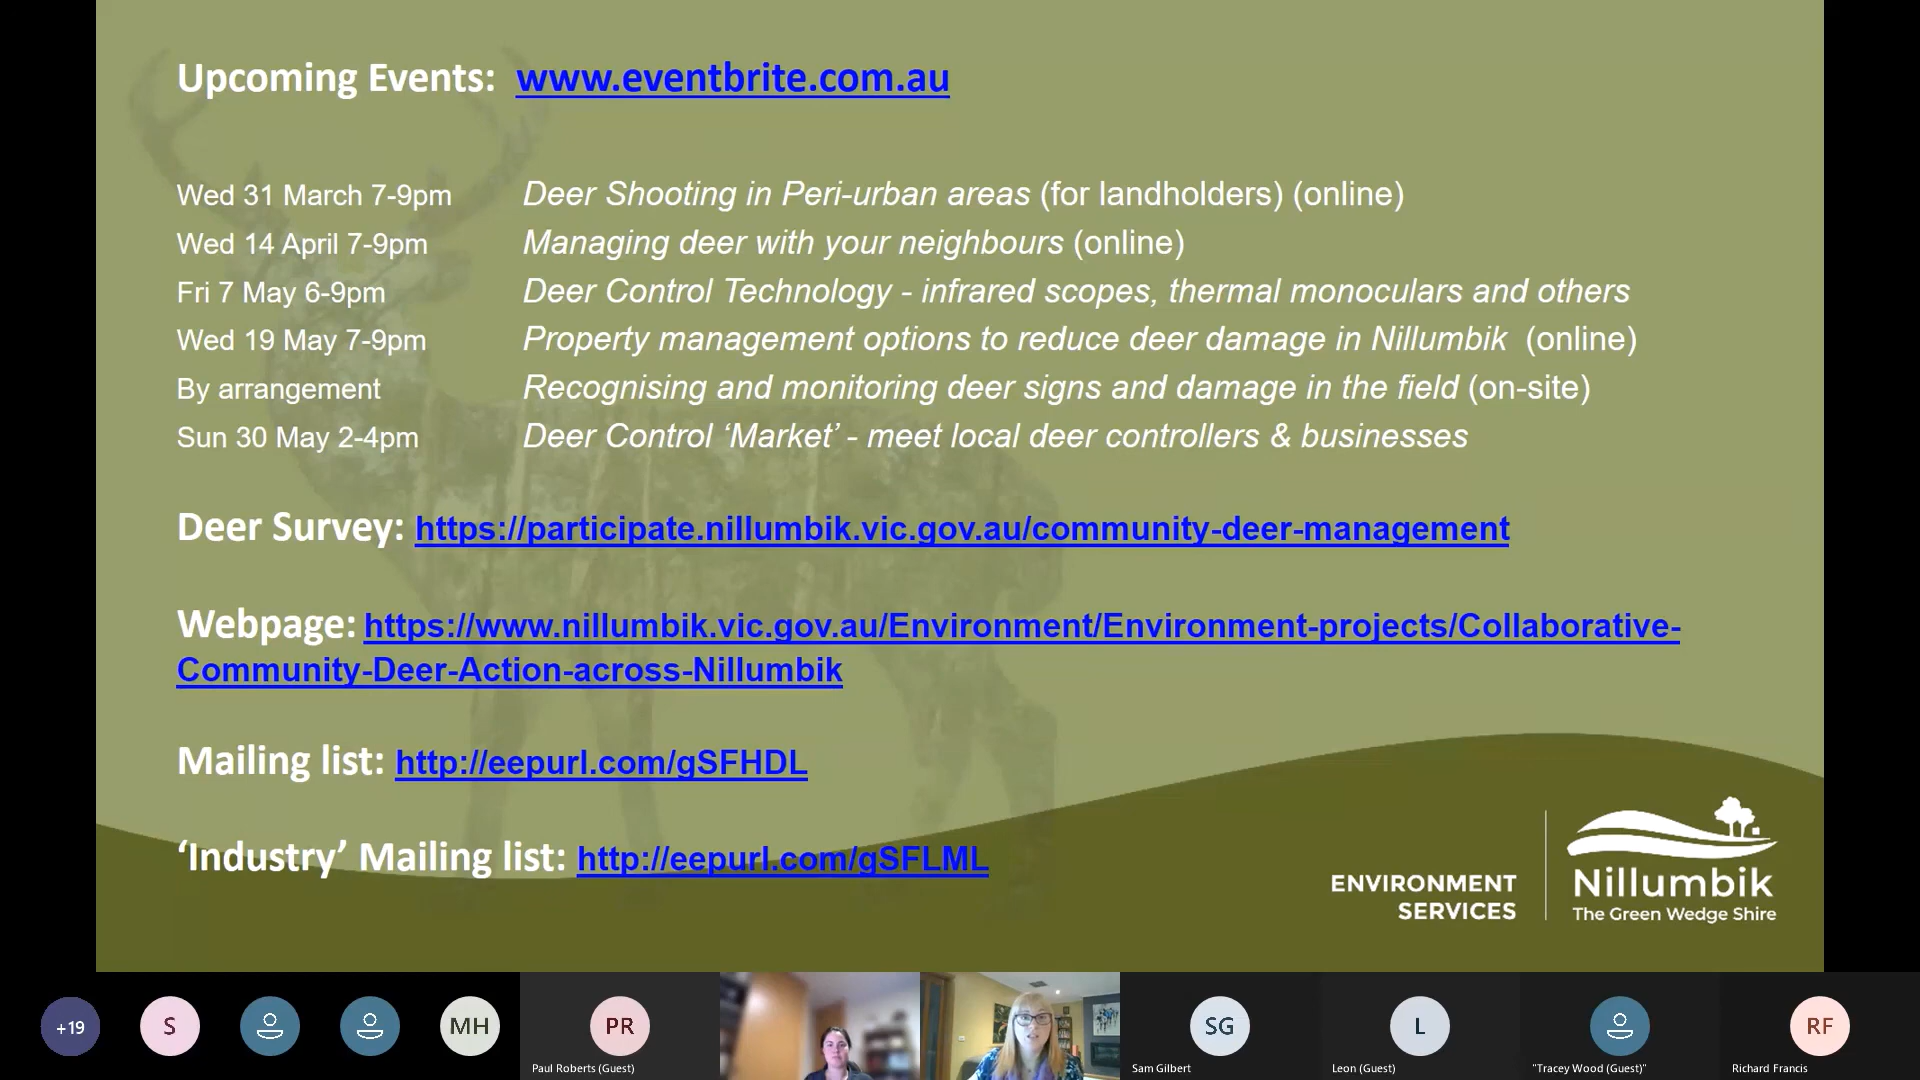 Upcoming Events: www.eventbrite.com.au
Wed 31 March 7-9pm Deer Shooting in Peri-urban areas (for landholders) (online)
Wed 14 April 7-9pm Managing deer with your neighbours (online)
Fri 7 May 6-9pm Deer Control Technology - infrared scopes, thermal monoculars and others
Wed 19 May 7-9pm Property management options to reduce deer damage in Nillumbik (online)
By arrangement Recognising and monitoring deer signs and damage in the field (on-site)
Sun 30 May 2-4pm Deer Control ‘Market’ - meet local deer controllers & businesses
Deer Survey: https://participate.nillumbik.vic.gov.au/community-deer-management
Webpage: https://www.nillumbik.vic.gov.au/Environment/Environment-projects/Collaborative-
Community-Deer-Action-across-Nillumbik
Mailing list: http://eepurl.com/gSFHDL
‘Industry’ Mailing list: http://eepurl.com/gSFLML
ENVIRONMENT
SERVICES
Nillumbik
The Green Wedge Shire
+19
S
MH
PR
SG
L
RF
Paul Roberts (Guest)
Sam Gilbert
Leon (Guest)
"Tracey Wood (Guest)"
Richard Francis